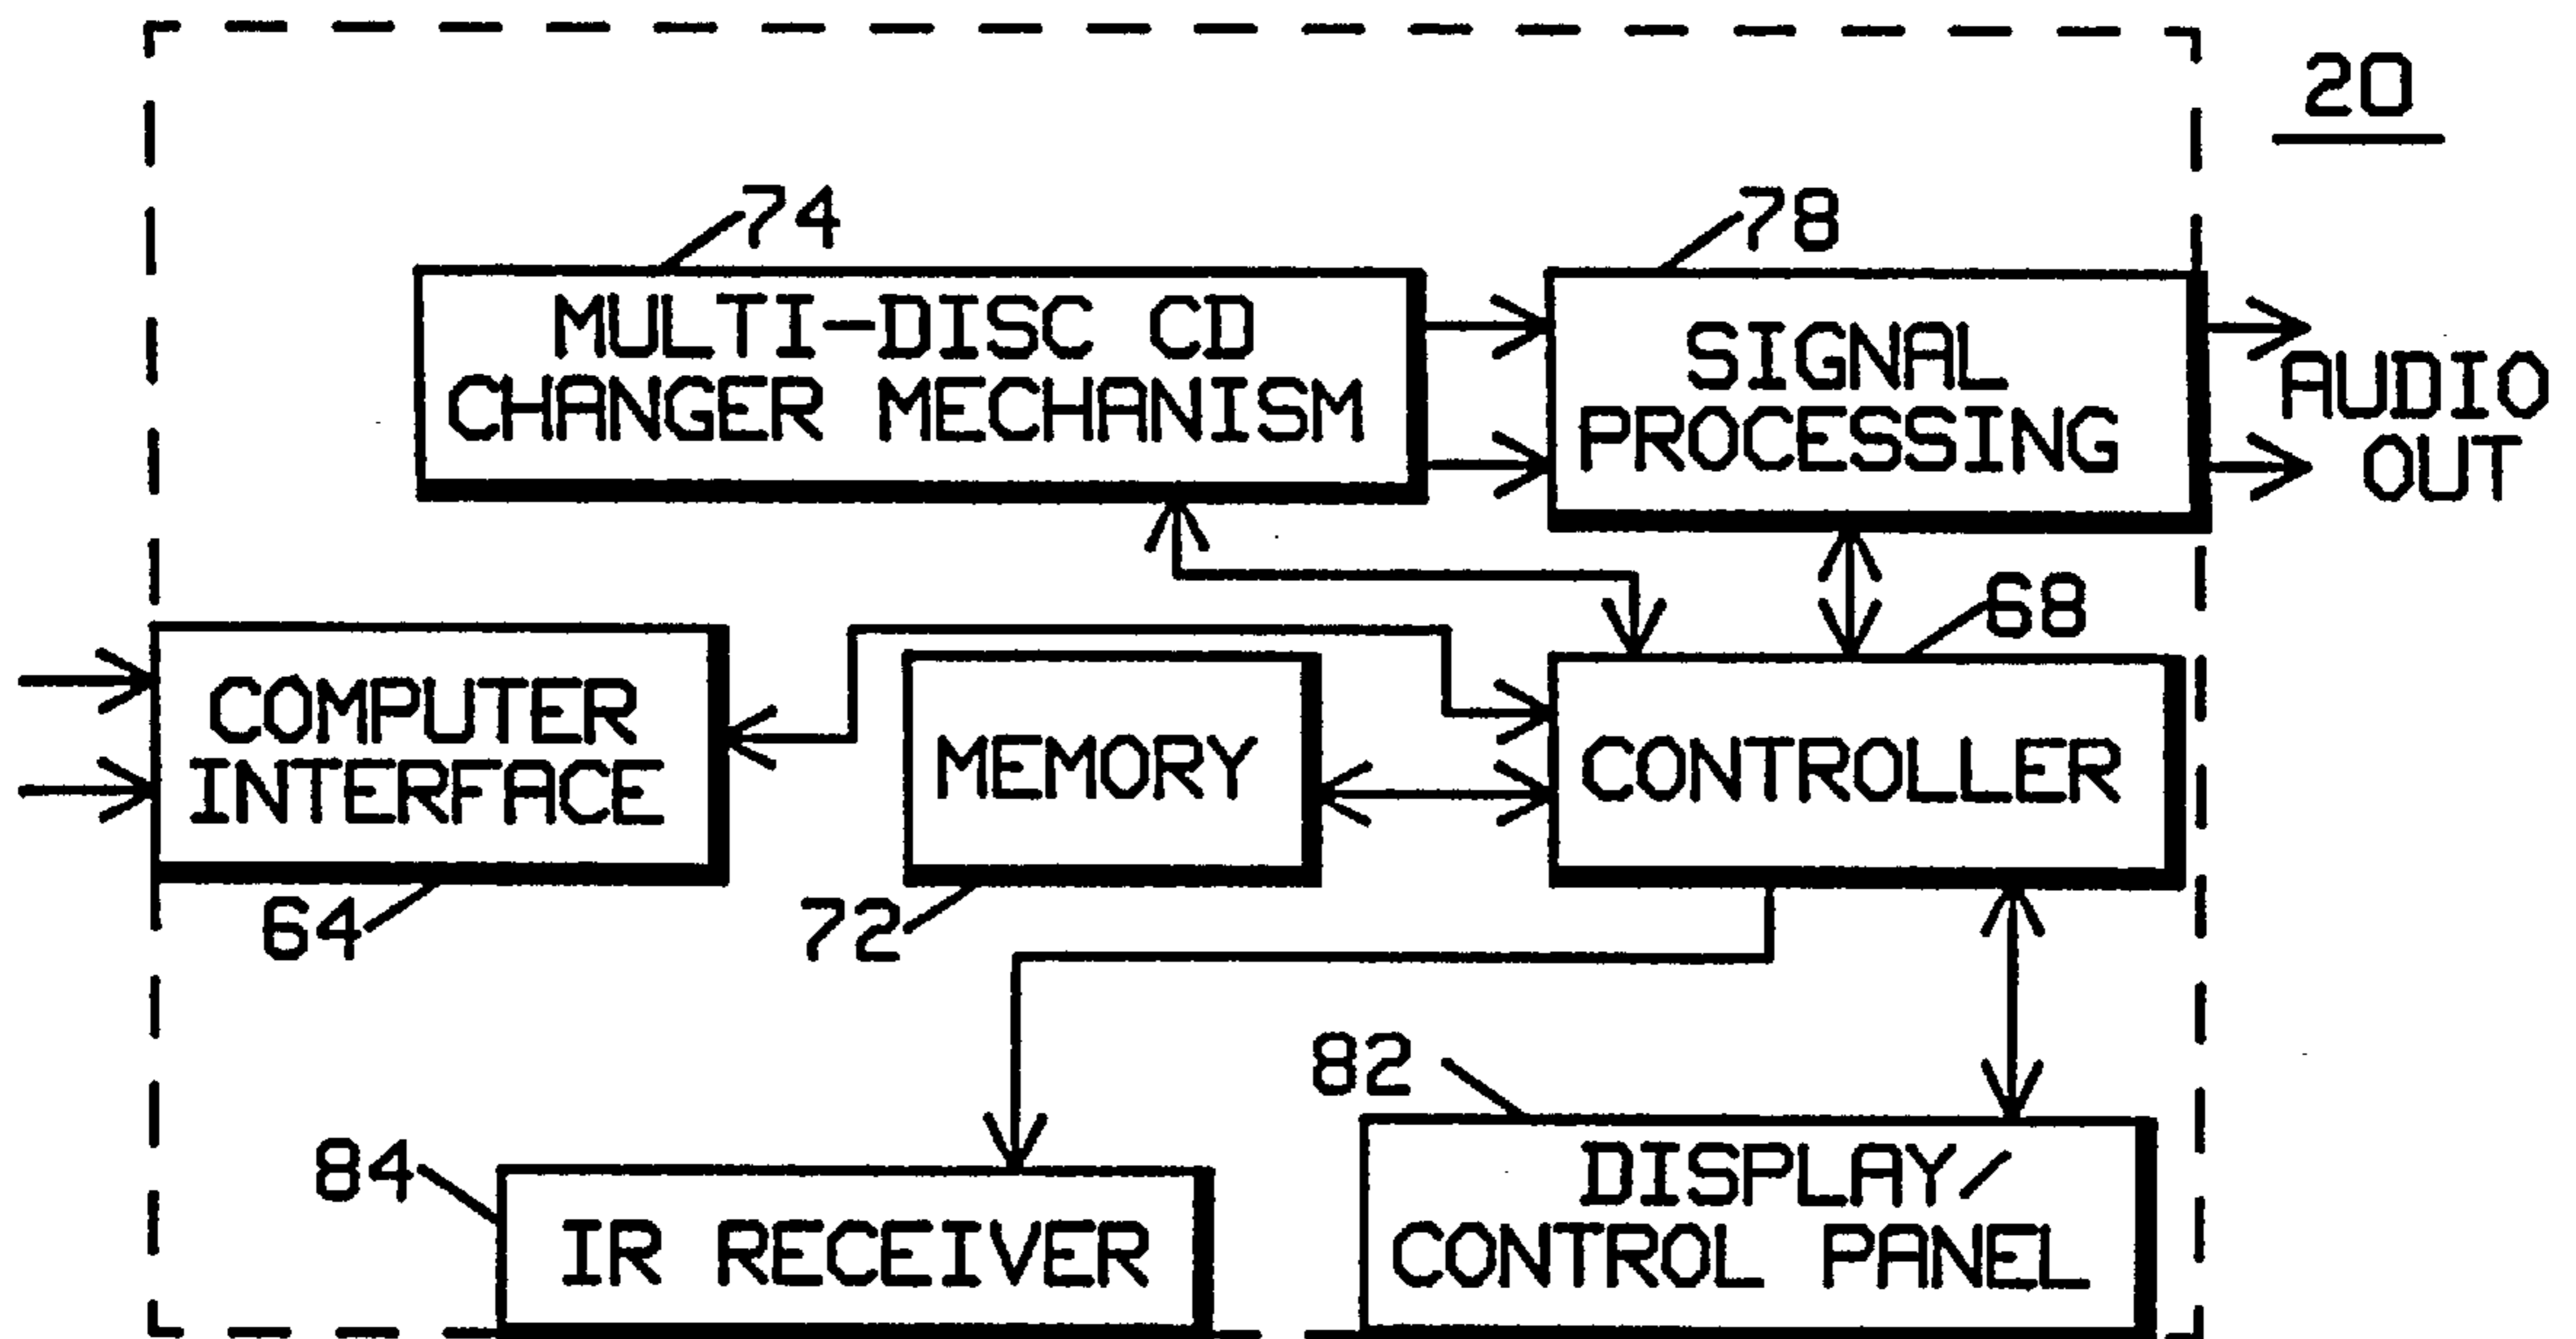 20
74
78
MULTI-DISC CD
CHANGER MECHANISM
SIGNAL
PROCESSING
AUDIO
OUT
68
COMPUTER
INTERFACE
MEMORY
CONTROLLER
64
72
82
84
IR RECEIVER
DISPLAY/
CONTROL PANEL